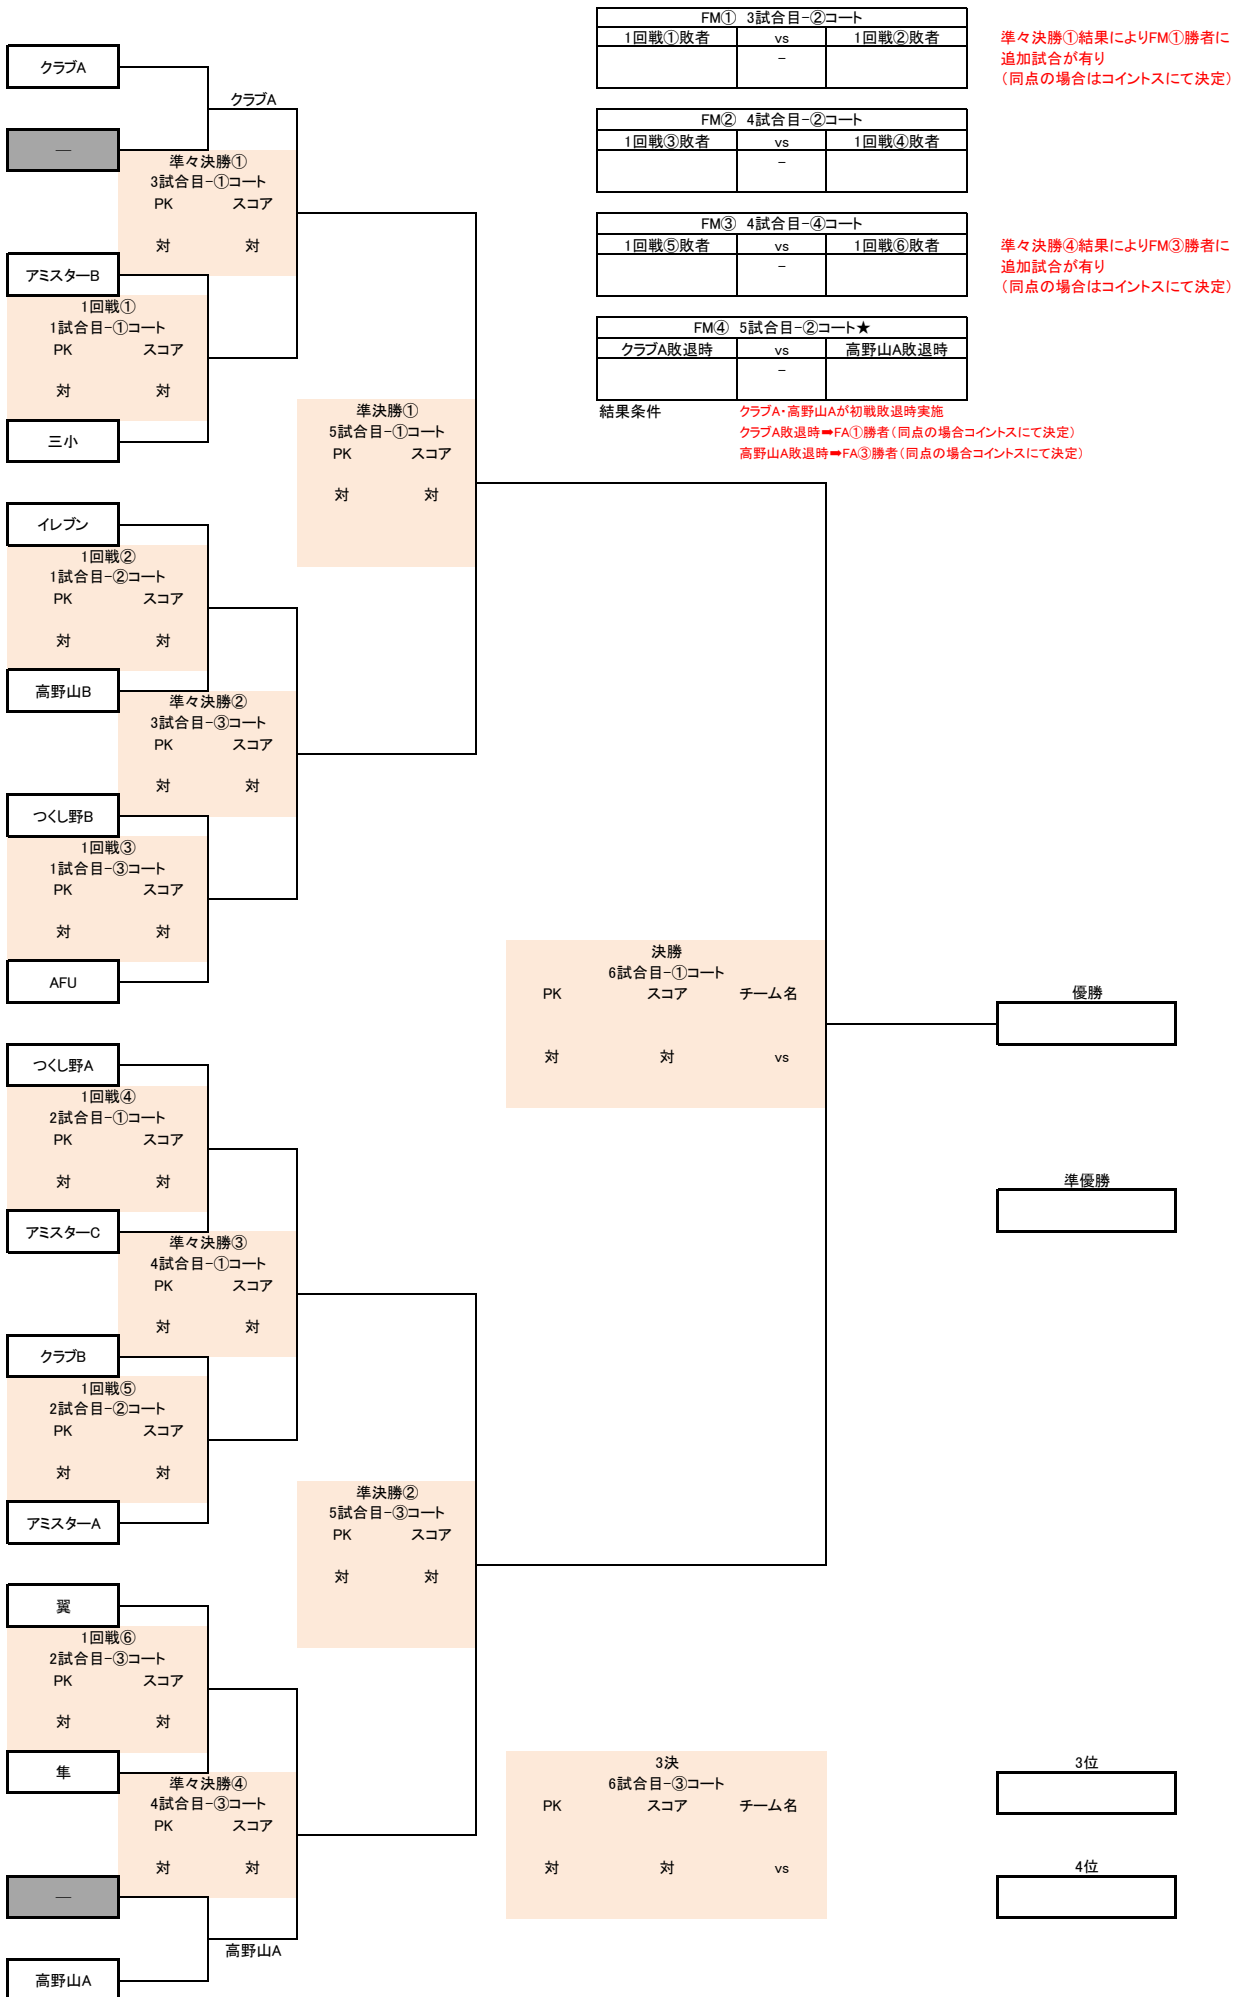 FM① 3試合目-②コート
1回戦①敗者 vs 1回戦②敗者
-
準々決勝①結果によりFM①勝者に
追加試合が有り
(同点の場合はコイントスにて決定)
クラブA
クラブA
—
FM② 4試合目-②コート
1回戦③敗者 vs 1回戦④敗者
-
準々決勝①
3試合目-①コート
PK スコア
対 対
FM③ 4試合目-④コート
1回戦⑤敗者 vs 1回戦⑥敗者
-
準々決勝④結果によりFM③勝者に
追加試合が有り
(同点の場合はコイントスにて決定)
アミスターB
1回戦①
1試合目-①コート
PK スコア
対 対
三小
FM④ 5試合目-②コート★
クラブA敗退時 vs 高野山A敗退時
-
結果条件 クラブA・高野山Aが初戦敗退時実施
クラブA敗退時➡FA①勝者(同点の場合コイントスにて決定)
高野山A敗退時➡FA③勝者(同点の場合コイントスにて決定)
準決勝①
5試合目-①コート
PK スコア
対 対
イレブン
1回戦②
1試合目-②コート
PK スコア
対 対
高野山B
準々決勝②
3試合目-③コート
PK スコア
対 対
つくし野B
1回戦③
1試合目-③コート
PK スコア
対 対
AFU
決勝
6試合目-①コート
PK スコア チーム名
対 対 vs
優勝
準優勝
つくし野A
1回戦④
2試合目-①コート
PK スコア
対 対
アミスターC
準々決勝③
4試合目-①コート
PK スコア
対 対
クラブB
1回戦⑤
2試合目-②コート
PK スコア
対 対
アミスターA
準決勝②
5試合目-③コート
PK スコア
対 対
翼
1回戦⑥
2試合目-③コート
PK スコア
対 対
隼
準々決勝④
4試合目-③コート
PK スコア
対 対
—
高野山A
高野山A
3決
6試合目-③コート
PK スコア チーム名
対 対 vs
3位
4位